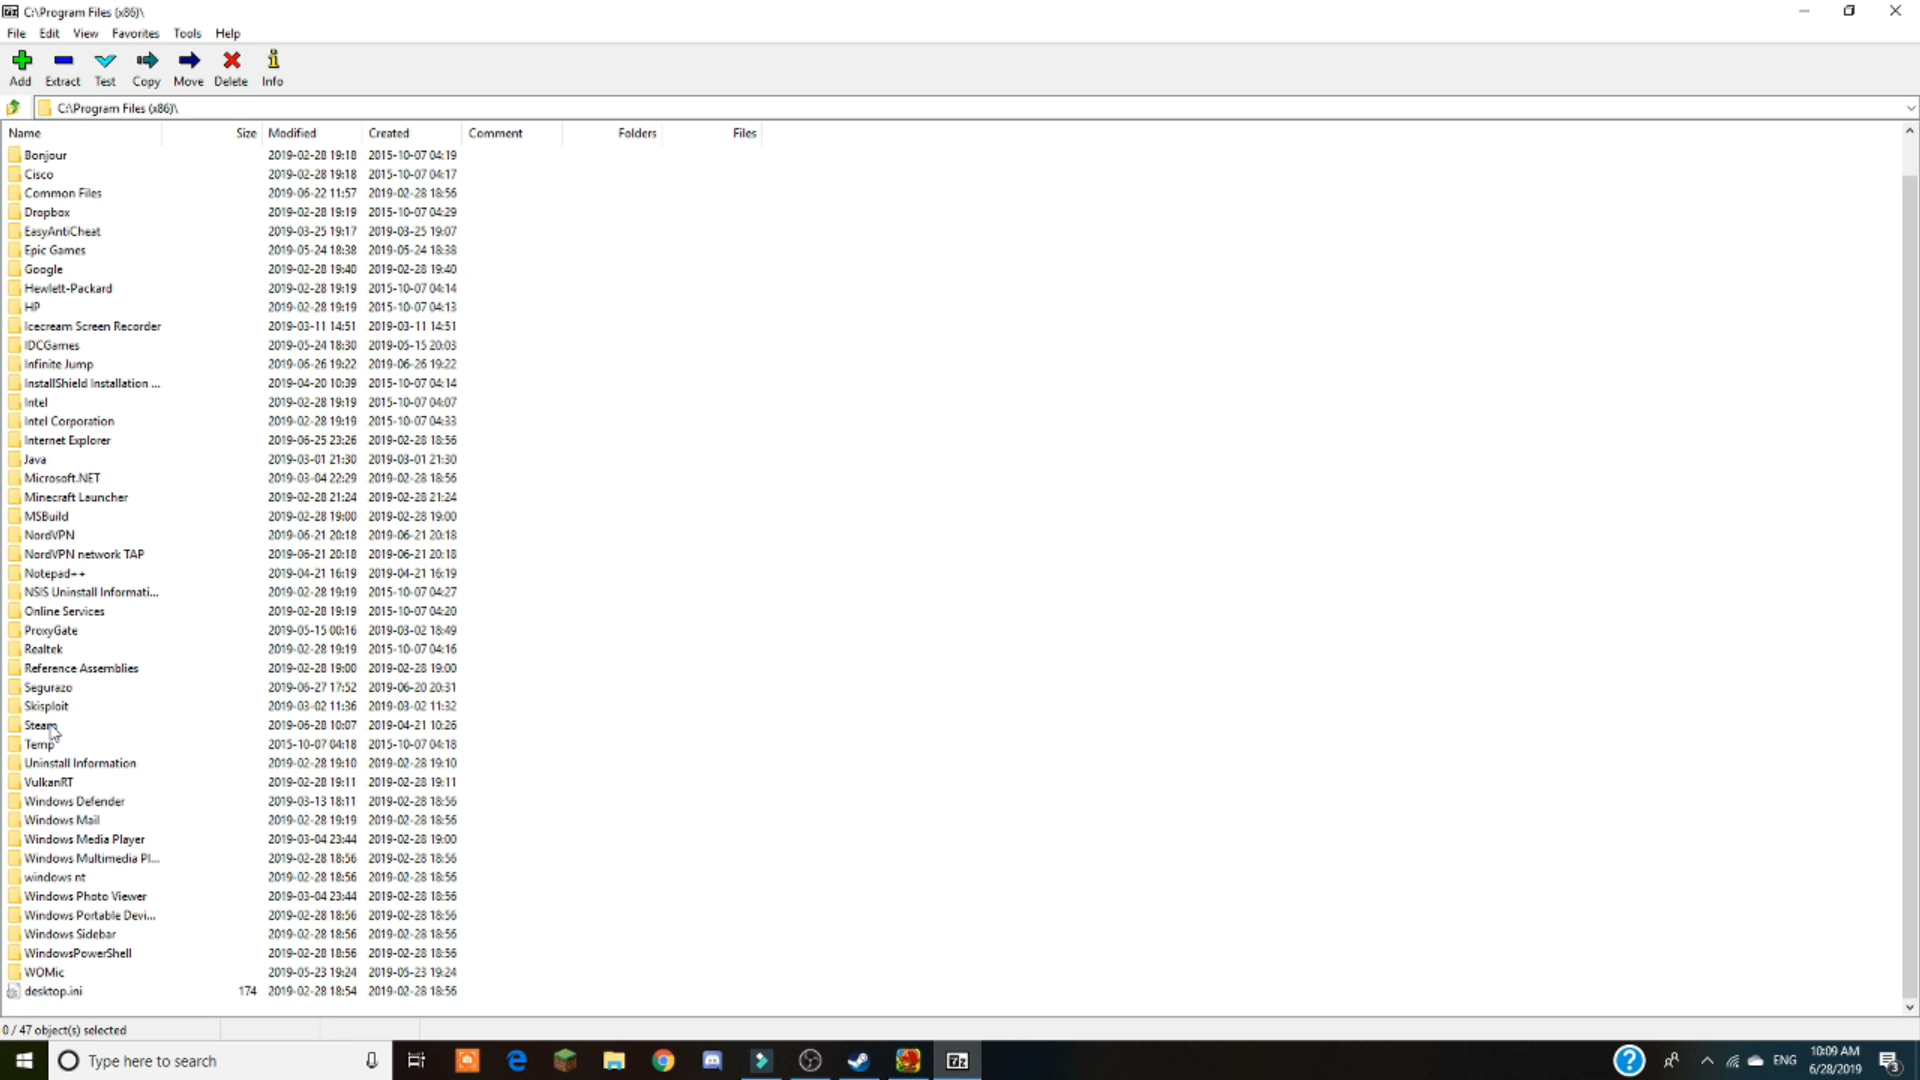 C:\Program Files (x86)\
File Edit View Favorites Tools Help
Add Extract Test Copy Move Delete Info
C:\Program Files (x86)\
Name Size Modified Created Comment Folders Files
Bonjour 2019-02-28 19:18 2015-10-07 04:19
Cisco 2019-02-28 19:18 2015-10-07 04:17
Common Files 2019-06-22 11:57 2019-02-28 18:56
Dropbox 2019-02-28 19:19 2015-10-07 04:29
EasyAntiCheat 2019-03-25 19:17 2019-03-25 19:07
Epic Games 2019-05-24 18:38 2019-05-24 18:38
Google 2019-02-28 19:40 2019-02-28 19:40
Hewlett-Packard 2019-02-28 19:19 2015-10-07 04:14
HP 2019-02-28 19:19 2015-10-07 04:13
Icecream Screen Recorder 2019-03-11 14:51 2019-03-11 14:51
IDCGames 2019-05-24 18:30 2019-05-15 20:03
Infinite Jump 2019-06-26 19:22 2019-06-26 19:22
InstallShield Installation ... 2019-04-20 10:39 2015-10-07 04:14
Intel 2019-02-28 19:19 2015-10-07 04:07
Intel Corporation 2019-02-28 19:19 2015-10-07 04:33
Internet Explorer 2019-06-25 23:26 2019-02-28 18:56
Java 2019-03-01 21:30 2019-03-01 21:30
Microsoft.NET 2019-03-04 22:29 2019-02-28 18:56
Minecraft Launcher 2019-02-28 21:24 2019-02-28 21:24
MSBuild 2019-02-28 19:00 2019-02-28 19:00
NordVPN 2019-06-21 20:18 2019-06-21 20:18
NordVPN network TAP 2019-06-21 20:18 2019-06-21 20:18
Notepad++ 2019-04-21 16:19 2019-04-21 16:19
NSIS Uninstall Informati... 2019-02-28 19:19 2015-10-07 04:27
Online Services 2019-02-28 19:19 2015-10-07 04:20
ProxyGate 2019-05-15 00:16 2019-03-02 18:49
Realtek 2019-02-28 19:19 2015-10-07 04:16
Reference Assemblies 2019-02-28 19:00 2019-02-28 19:00
Segurazo 2019-06-27 17:52 2019-06-20 20:31
Skisploit 2019-03-02 11:36 2019-03-02 11:32
Steam 2019-06-28 10:07 2019-04-21 10:26
Temp 2015-10-07 04:18 2015-10-07 04:18
Uninstall Information 2019-02-28 19:10 2019-02-28 19:10
VulkanRT 2019-02-28 19:11 2019-02-28 19:11
Windows Defender 2019-03-13 18:11 2019-02-28 18:56
Windows Mail 2019-02-28 19:19 2019-02-28 18:56
Windows Media Player 2019-03-04 23:44 2019-02-28 19:00
Windows Multimedia Pl... 2019-02-28 18:56 2019-02-28 18:56
windows nt 2019-02-28 18:56 2019-02-28 18:56
Windows Photo Viewer 2019-03-04 23:44 2019-02-28 18:56
Windows Portable Devi... 2019-02-28 18:56 2019-02-28 18:56
Windows Sidebar 2019-02-28 18:56 2019-02-28 18:56
WindowsPowerShell 2019-02-28 18:56 2019-02-28 18:56
WOMic 2019-05-23 19:24 2019-05-23 19:24
desktop.ini 174 2019-02-28 18:54 2019-02-28 18:56
0 / 47 object(s) selected
Type here to search
ENG
10:09 AM
6/28/2019
3